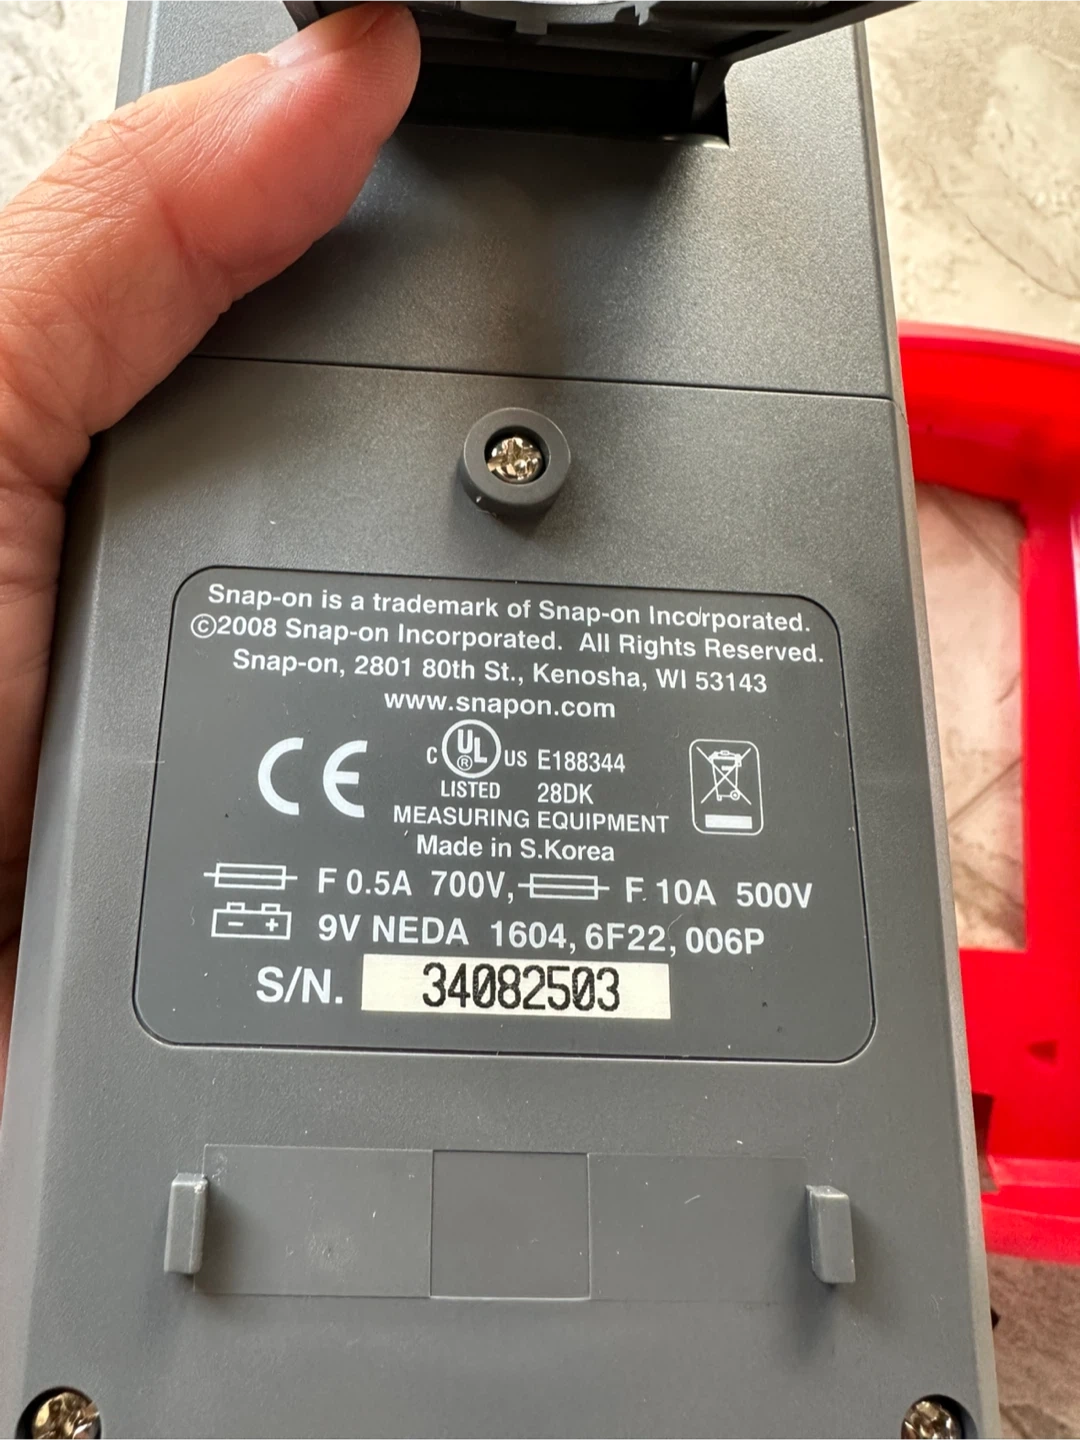 Snap-on is a trademark of Snap-on Incorporated.
©2008 Snap-on Incorporated. All Rights Reserved.
Snap-on, 2801 80th St., Kenosha, WI 53143
www.snapon.com
CE
C UL ® US E188344
LISTED 28DK
MEASURING EQUIPMENT
Made in S.Korea
F 0.5A 700V, F 10A 500V
- + 9V NEDA 1604, 6F22, 006P
S/N. 34082503